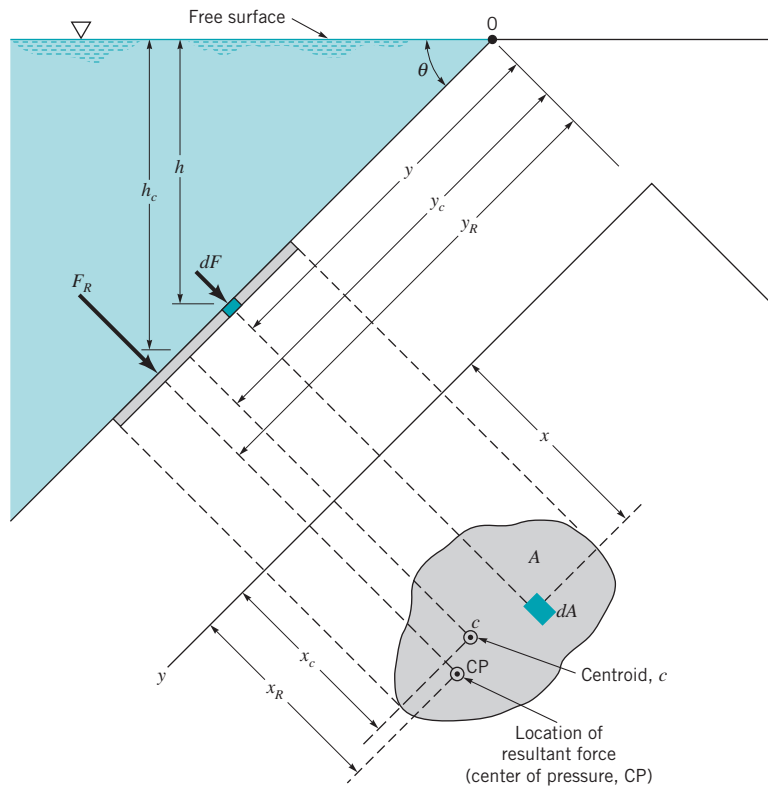 Free surface
0
θ
h
h_c
y
y_c
y_R
dF
F_R
x
A
dA
c
CP
x_c
x_R
y
Centroid, c
Location of
resultant force
(center of pressure, CP)